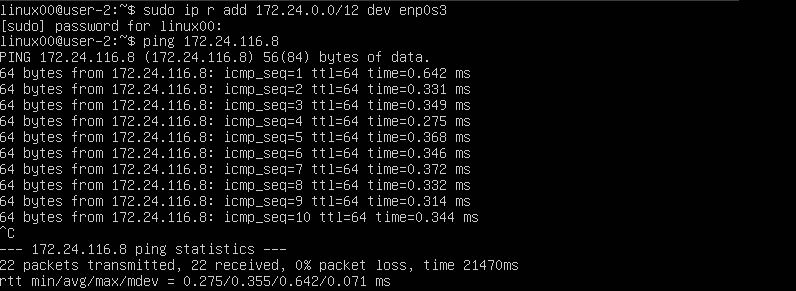 linux00@user-2:~$ sudo ip r add 172.24.0.0/12 dev enp0s3
[sudo] password for linux00:
linux00@user-2:~$ ping 172.24.116.8
PING 172.24.116.8 (172.24.116.8) 56(84) bytes of data.
64 bytes from 172.24.116.8: icmp_seq=1 ttl=64 time=0.642 ms
64 bytes from 172.24.116.8: icmp_seq=2 ttl=64 time=0.331 ms
64 bytes from 172.24.116.8: icmp_seq=3 ttl=64 time=0.349 ms
64 bytes from 172.24.116.8: icmp_seq=4 ttl=64 time=0.275 ms
64 bytes from 172.24.116.8: icmp_seq=5 ttl=64 time=0.368 ms
64 bytes from 172.24.116.8: icmp_seq=6 ttl=64 time=0.346 ms
64 bytes from 172.24.116.8: icmp_seq=7 ttl=64 time=0.372 ms
64 bytes from 172.24.116.8: icmp_seq=8 ttl=64 time=0.332 ms
64 bytes from 172.24.116.8: icmp_seq=9 ttl=64 time=0.314 ms
64 bytes from 172.24.116.8: icmp_seq=10 ttl=64 time=0.344 ms
^C
--- 172.24.116.8 ping statistics ---
22 packets transmitted, 22 received, 0% packet loss, time 21470ms
rtt min/avg/max/mdev = 0.275/0.355/0.642/0.071 ms